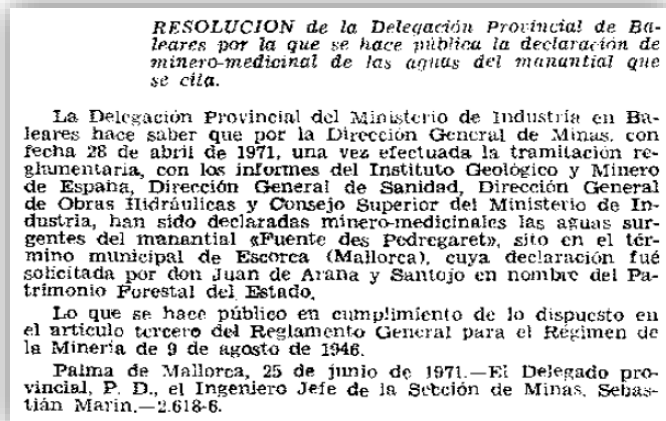 RESOLUCION de la Delegación Provincial de Ba-
leares por la que se hace pública la declaración de
minero-medicinal de las aguas del manantial que
se cita.
La Delegación Provincial del Ministerio de Industria en Ba-
leares hace saber que por la Dirección General de Minas, con
fecha 28 de abril de 1971, una vez efectuada la tramitación re-
glamentaria, con los informes del Instituto Geológico y Minero
de España, Dirección General de Sanidad, Dirección General
de Obras Hidráulicas y Consejo Superior del Ministerio de In-
dustria, han sido declaradas minero-medicinales las aguas sur-
gentes del manantial «Fuente des Pedregaret», sito en el tér-
mino municipal de Escorca (Mallorca), cuya declaración fué
solicitada por don Juan de Arana y Santojo en nombre del Pa-
trimonio Forestal del Estado.
Lo que se hace público en cumplimiento de lo dispuesto en
el artículo tercero del Reglamento General para el Régimen de
la Minería de 9 de agosto de 1946.
Palma de Mallorca, 25 de junio de 1971.—El Delegado pro-
vincial, P. D., el Ingeniero Jefe de la Sección de Minas, Sebas-
tián Marín.—2.618-6.